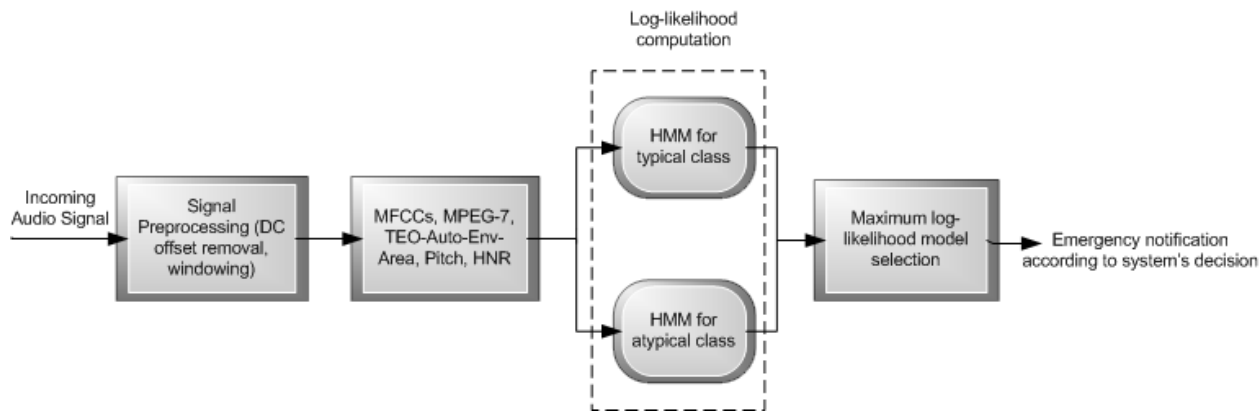 Log-likelihood
computation
HMM for
typical class
Incoming
Audio Signal
Signal
Preprocessing (DC
offset removal,
windowing)
MFCCs, MPEG-7,
TEO-Auto-Env-
Area, Pitch, HNR
Maximum log-
likelihood model
selection
Emergency notification
according to system's decision
HMM for
atypical class